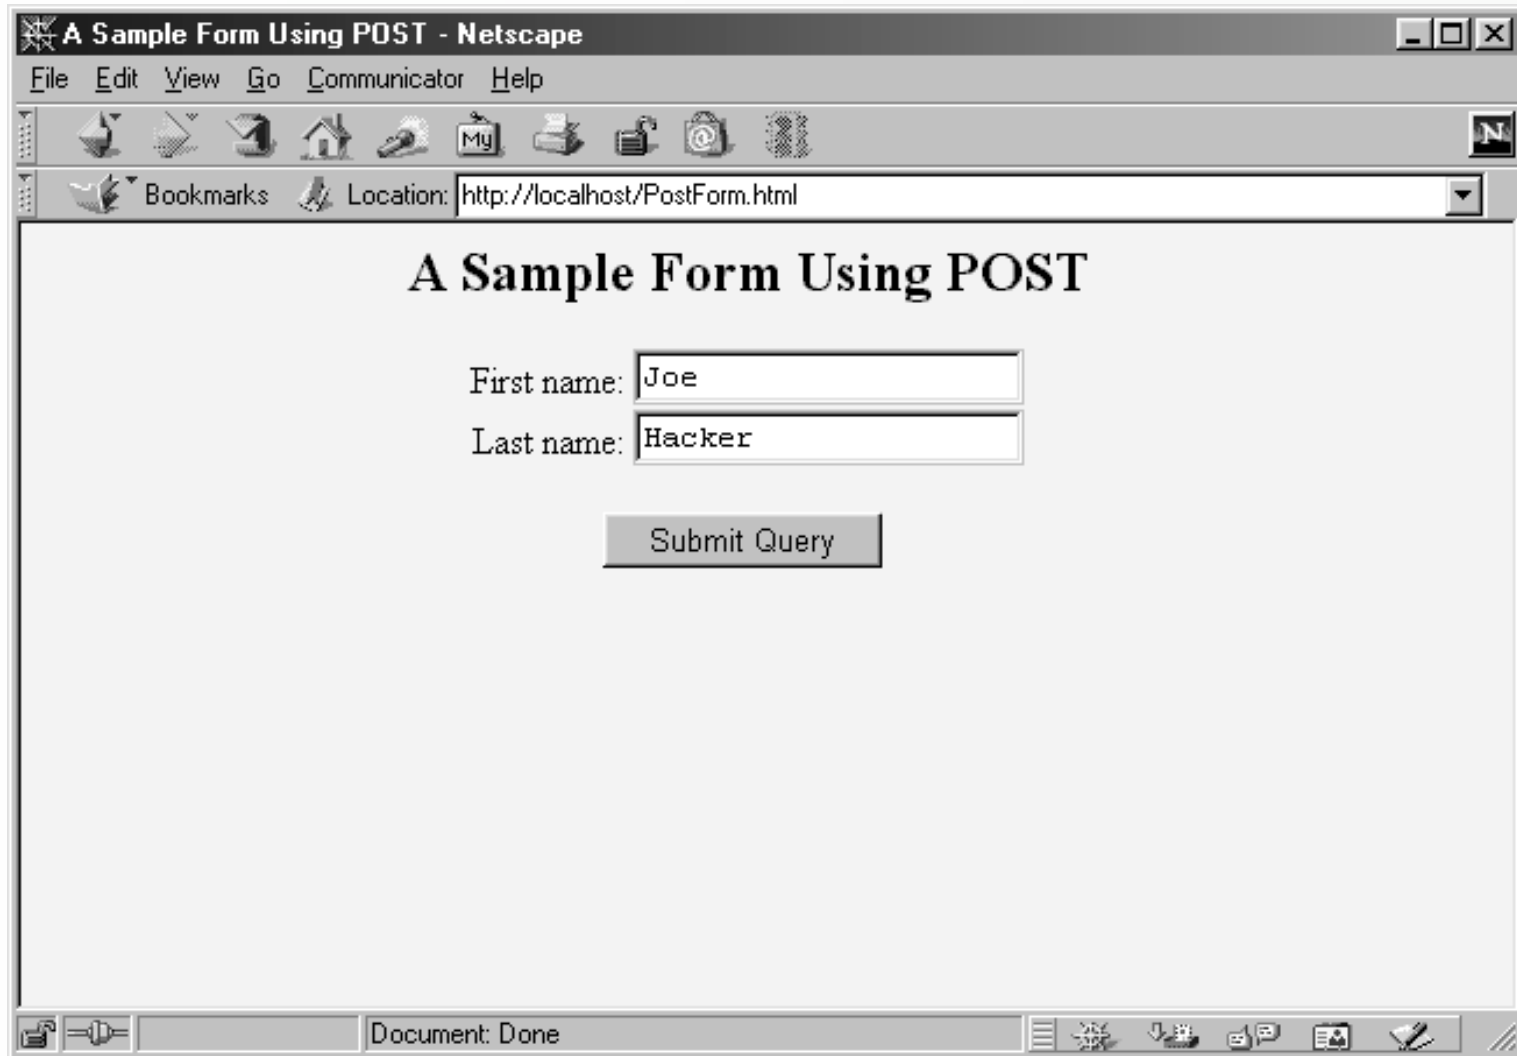 A Sample Form Using POST - Netscape
File Edit View Go Communicator Help
My
N
Bookmarks Location: http://localhost/PostForm.html
A Sample Form Using POST
First name: Joe
Last name: Hacker
Submit Query
Document: Done